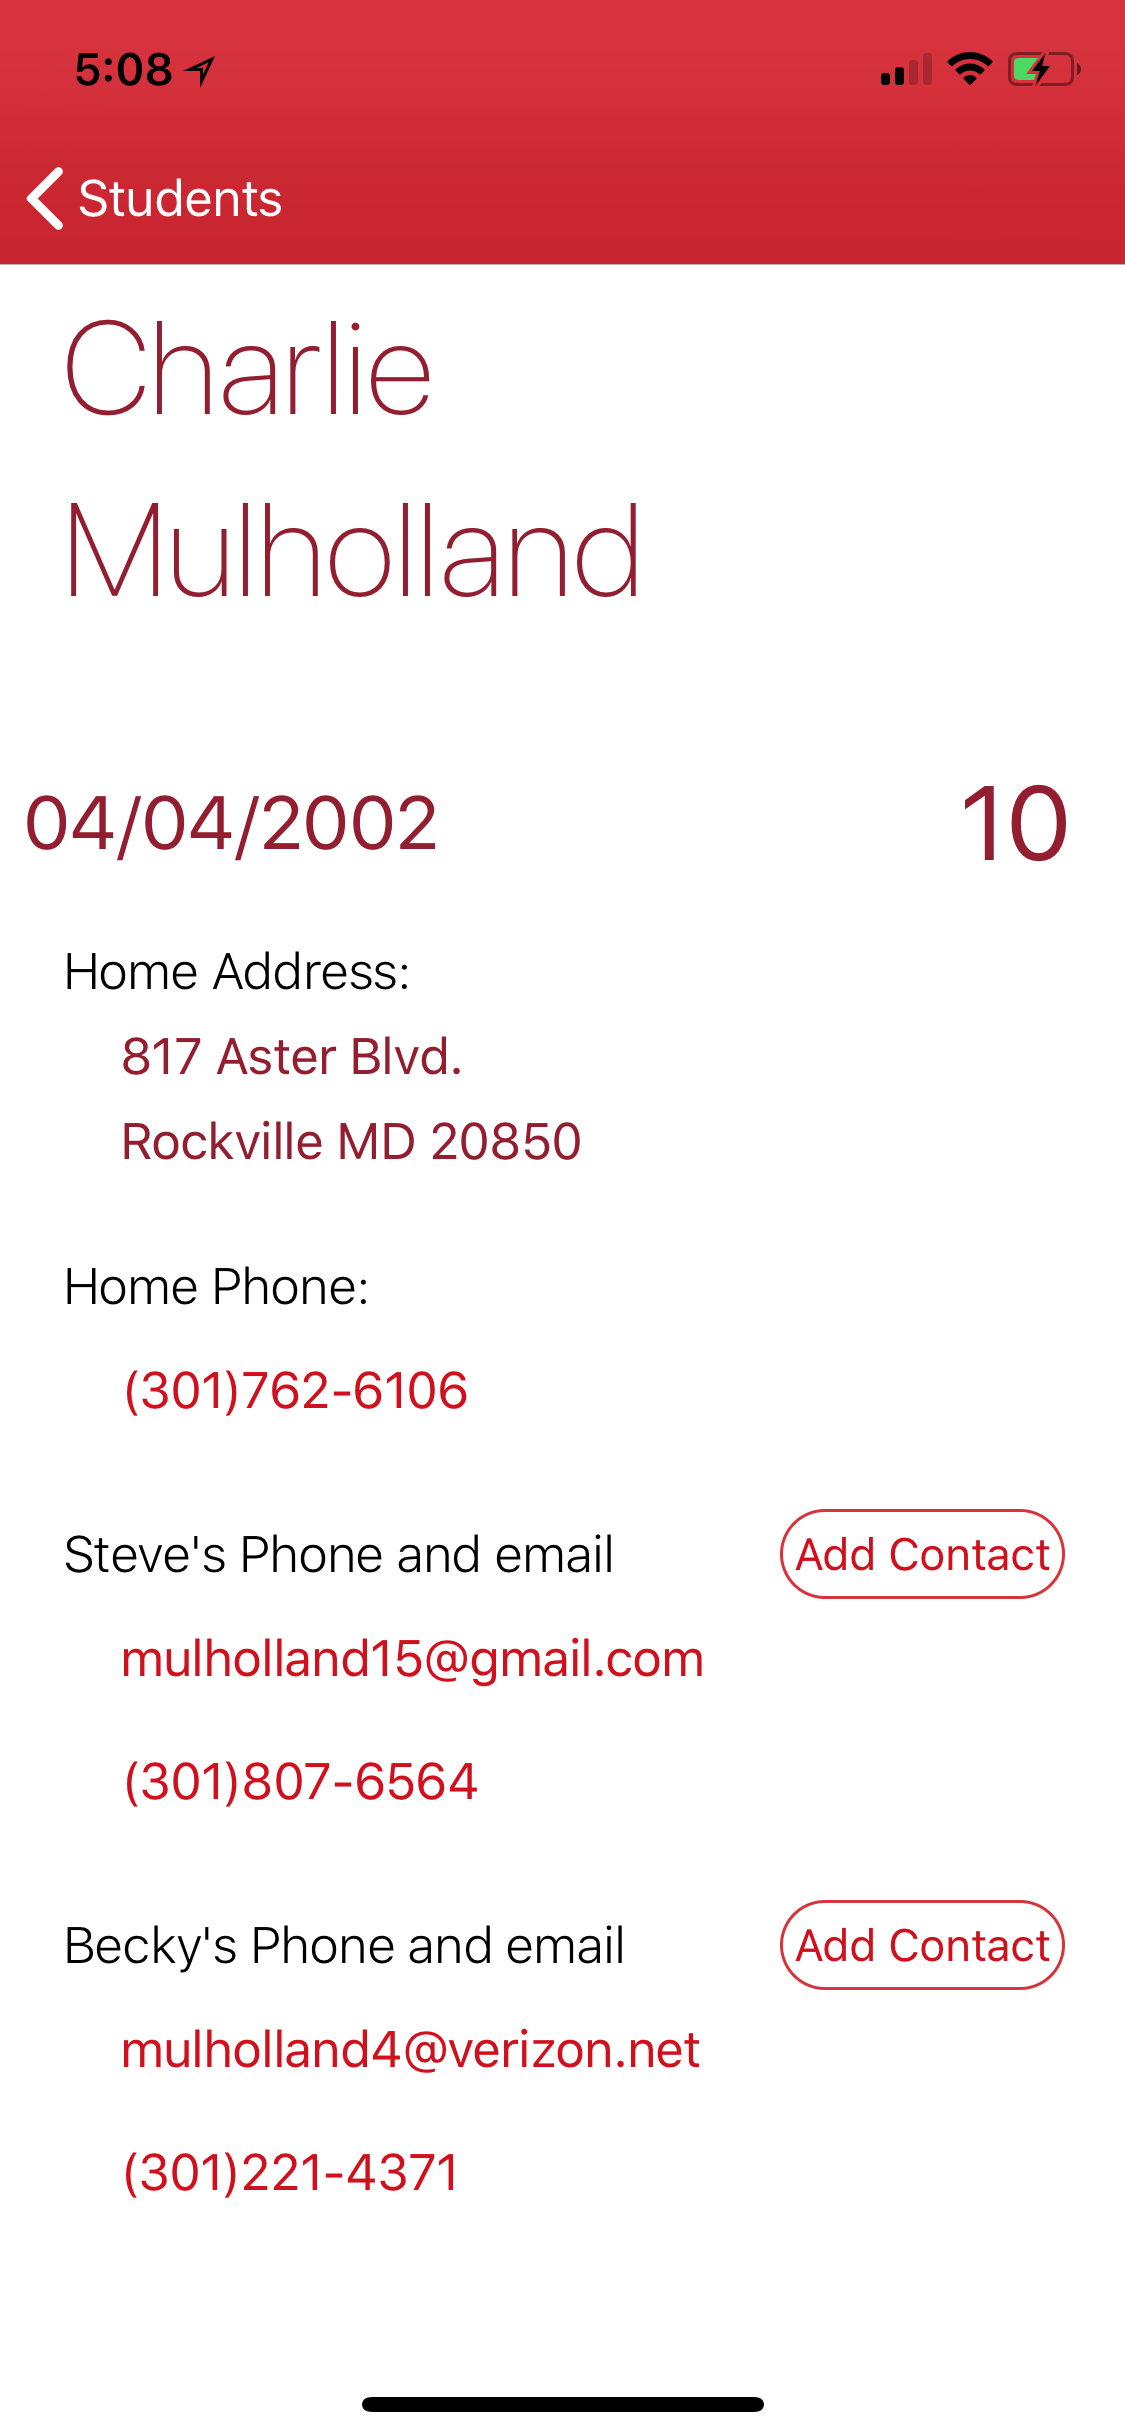 5:08
Students
Charlie
Mulholland
04/04/2002 10
Home Address:
817 Aster Blvd.
Rockville MD 20850
Home Phone:
(301)762-6106
Steve's Phone and email Add Contact
mulholland15@gmail.com
(301)807-6564
Becky's Phone and email Add Contact
mulholland4@verizon.net
(301)221-4371